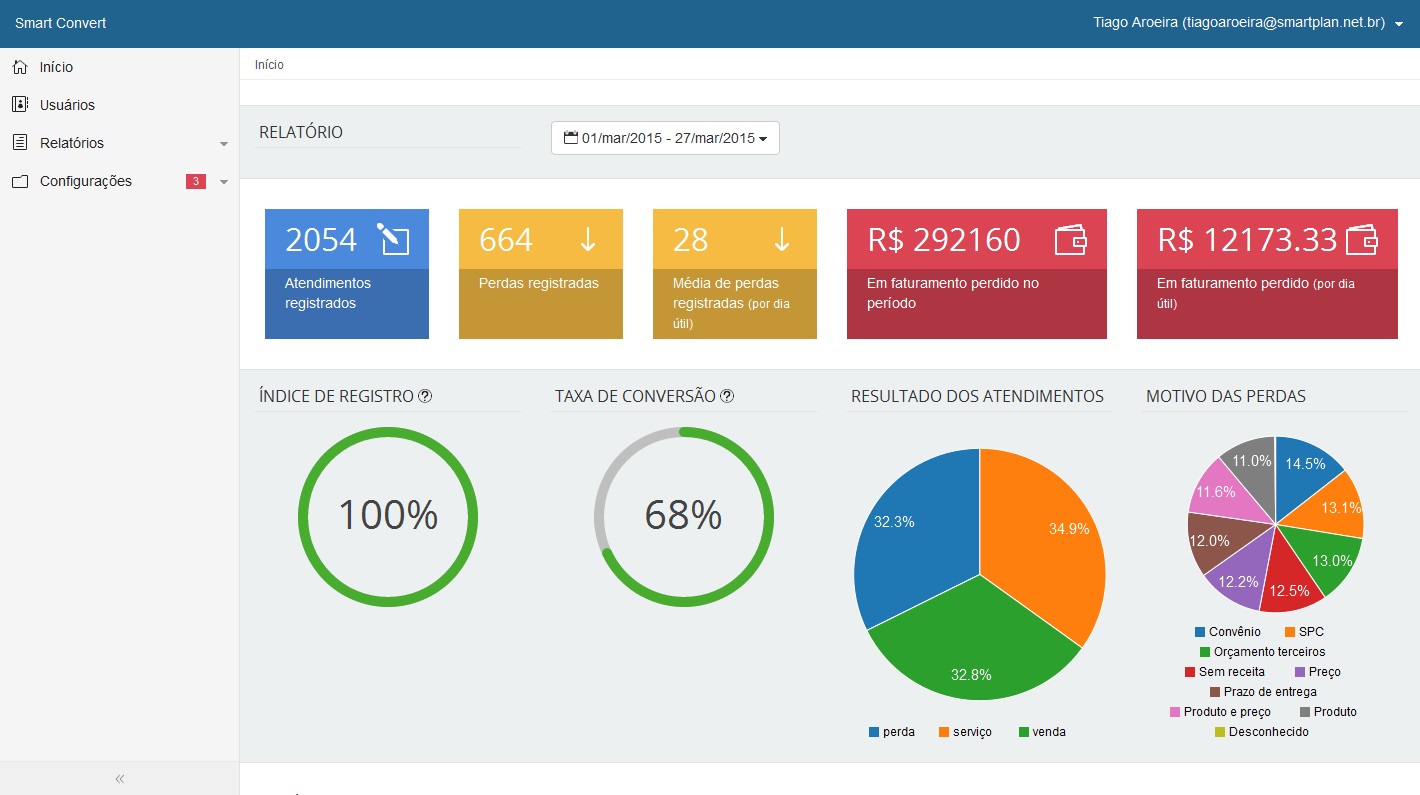 Smart Convert
Tiago Aroeira (tiagoaroeira@smartplan.net.br)
Início
Usuários
Relatórios
Configurações 3
Início
RELATÓRIO
01/mar/2015 - 27/mar/2015
2054
Atendimentos
registrados
664
Perdas registradas
28
Média de perdas
registradas (por dia
útil)
R$ 292160
Em faturamento perdido no
período
R$ 12173.33
Em faturamento perdido (por dia
útil)
ÍNDICE DE REGISTRO ?
100%
TAXA DE CONVERSÃO ?
68%
RESULTADO DOS ATENDIMENTOS
32.3%
34.9%
32.8%
perda serviço venda
MOTIVO DAS PERDAS
11.0% 14.5%
11.6% 13.1%
12.0% 13.0%
12.2% 12.5%
Convênio SPC
Orçamento terceiros
Sem receita Preço
Prazo de entrega
Produto e preço Produto
Desconhecido
«